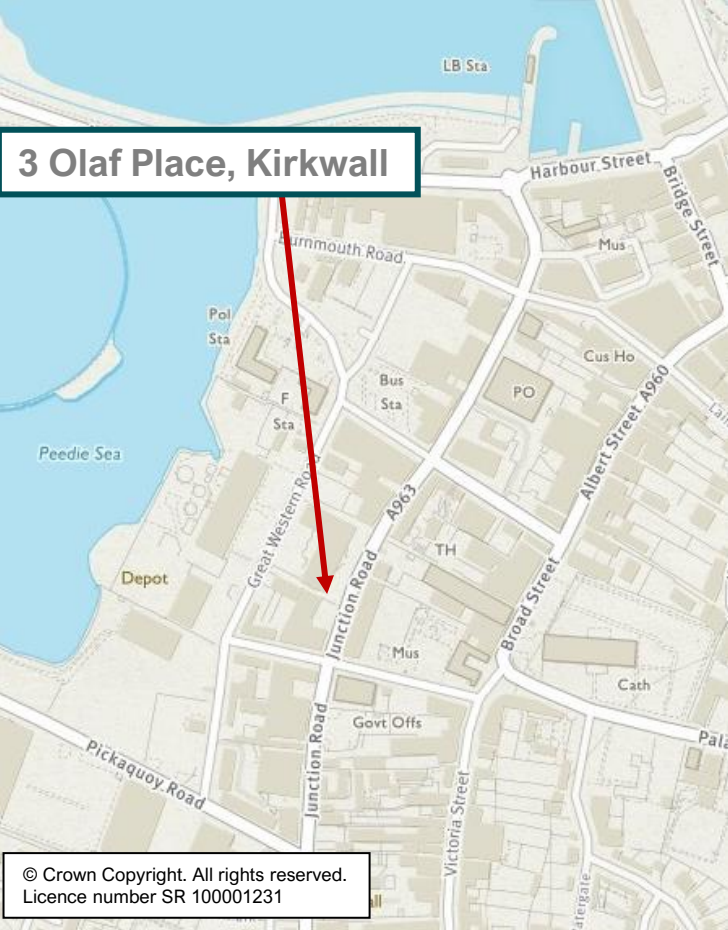 LB Sta
3 Olaf Place, Kirkwall
Harbour Street
Bridge Street
Burnmouth Road
Mus
Pol
Sta
Cus Ho
Bus
Sta
PO
F
Sta
Albert Street A960
Peedie Sea
A963
Great Western Road
TH
Depot
Junction Road
Broad Street
Mus
Cath
Govt Offs
Junction Road
Pickaquoy Road
Victoria Street
© Crown Copyright. All rights reserved.
Licence number SR 100001231